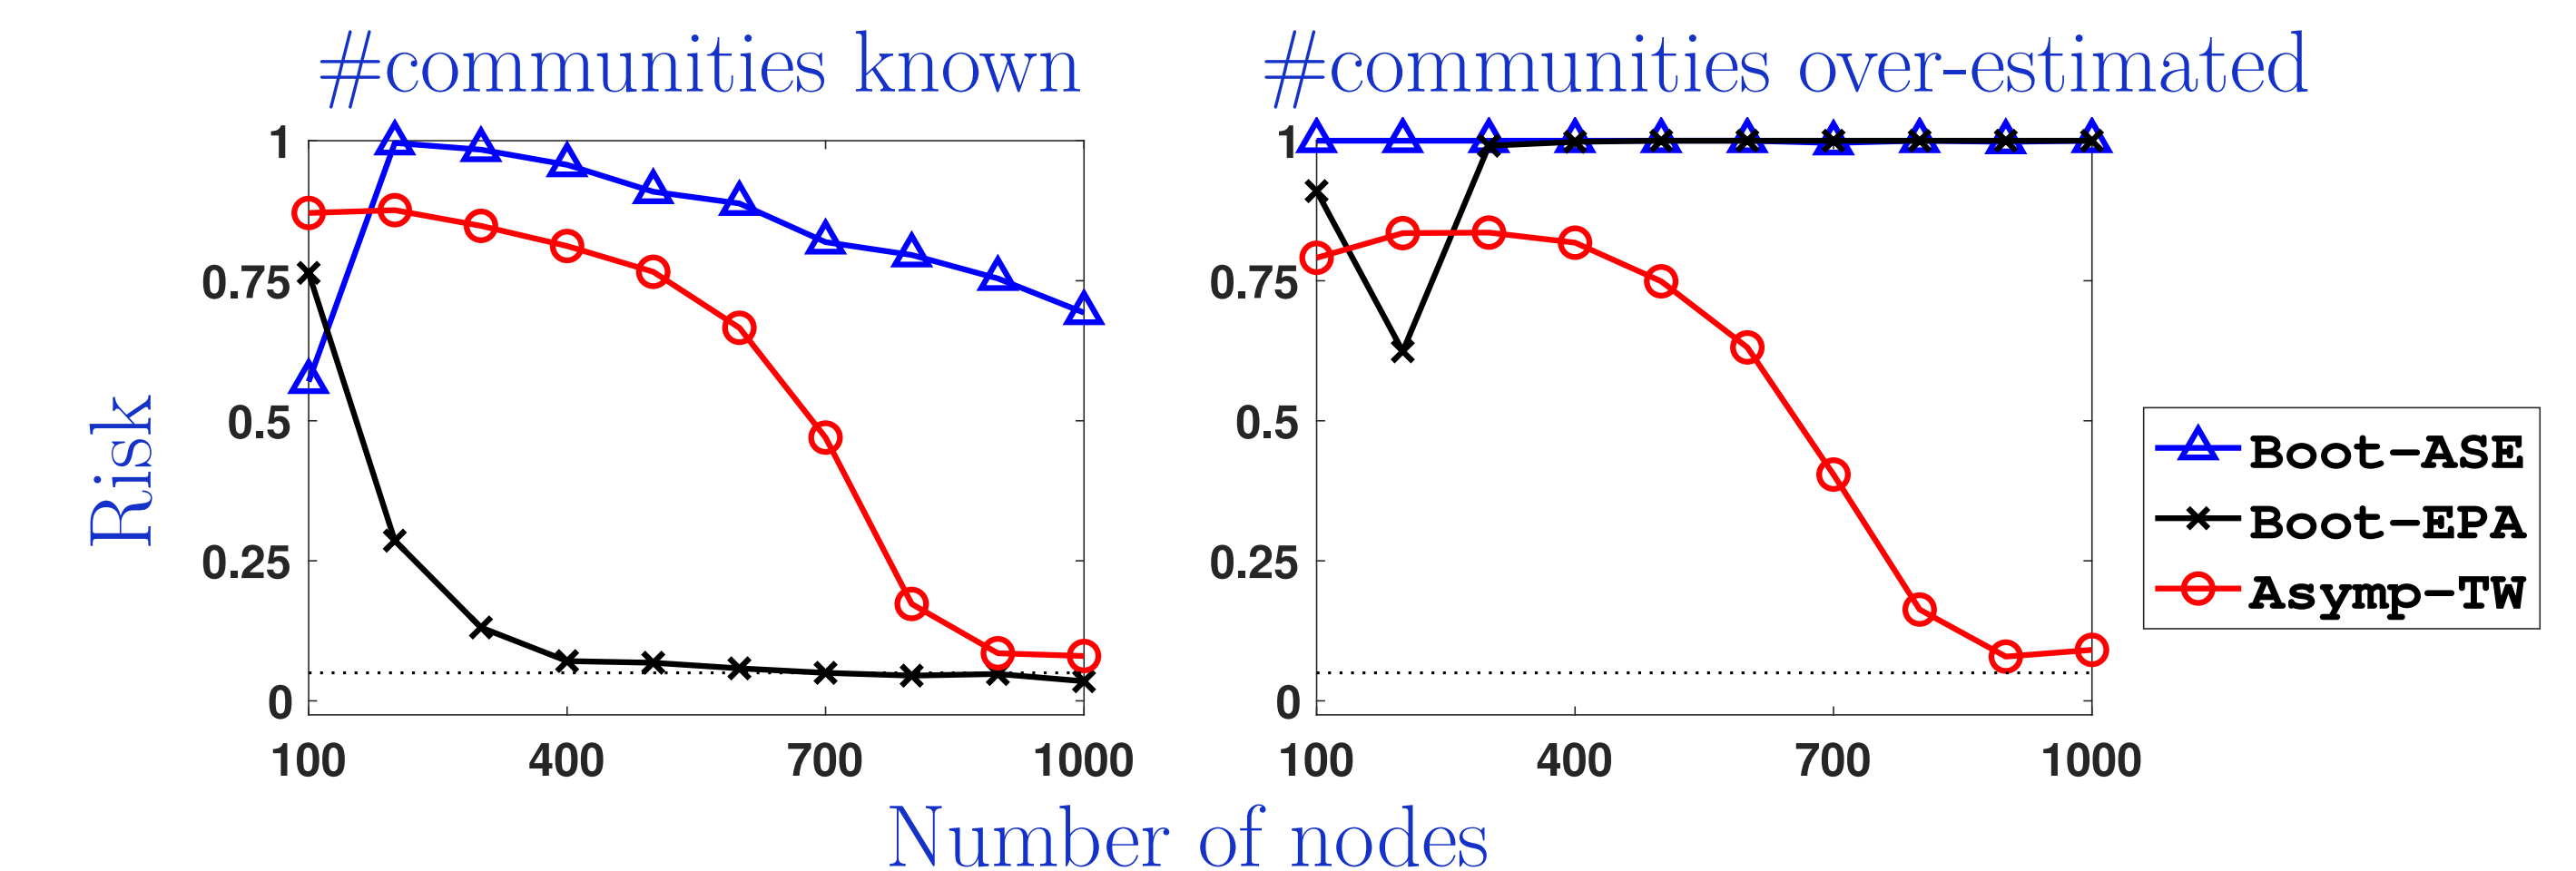 #communities known
#communities over-estimated
Risk
1
0.75
0.5
0.25
0
100
400
700
1000
1
0.75
0.5
0.25
0
100
400
700
1000
Number of nodes
Boot-ASE
Boot-EPA
Asymp-TW